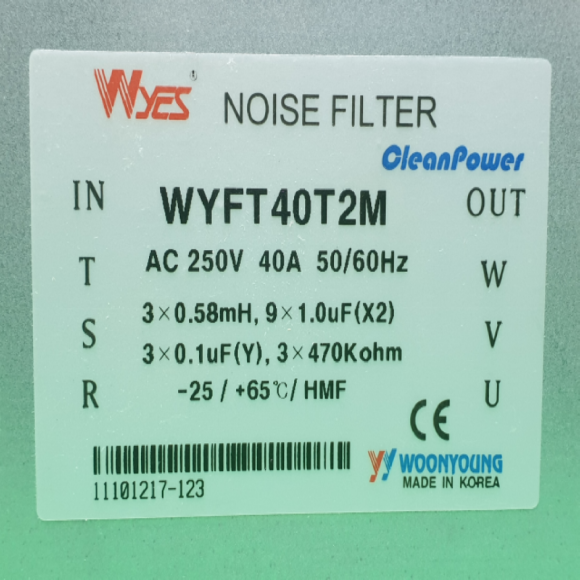 WYES NOISE FILTER
CleanPower
IN WYFT40T2M OUT
AC 250V 40A 50/60Hz
T W
3×0.58mH, 9×1.0uF(X2)
S V
3×0.1uF(Y), 3×470Kohm
R -25 / +65℃/ HMF U
CE
11101217-123
WOONYOUNG
MADE IN KOREA